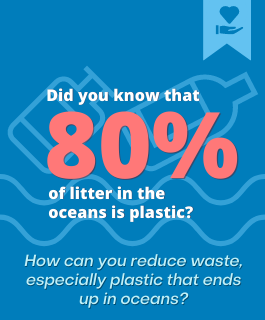 Did you know that
80%
of litter in the
oceans is plastic?
How can you reduce waste,
especially plastic that ends
up in oceans?